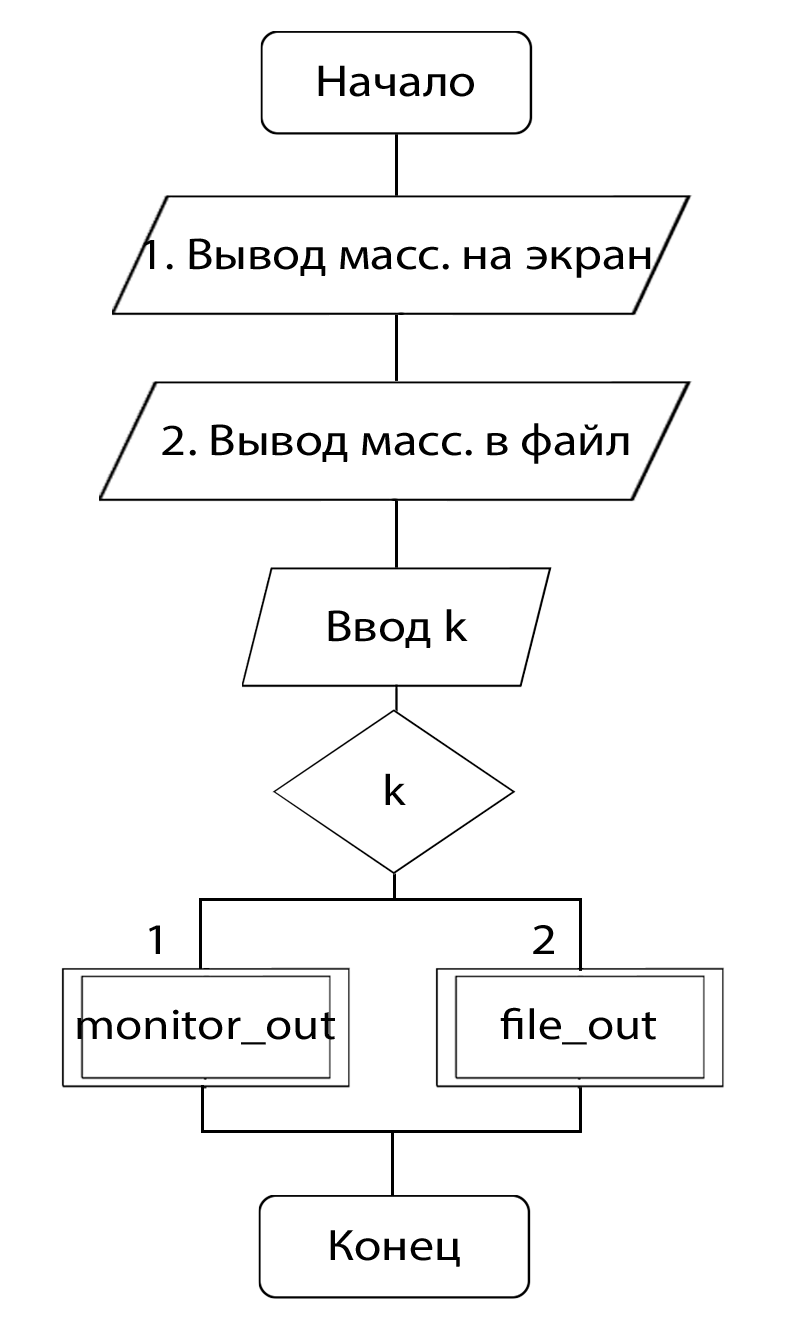 Начало
1. Вывод масс. на экран
2. Вывод масс. в файл
Ввод k
k
1
2
monitor_out
file_out
Конец